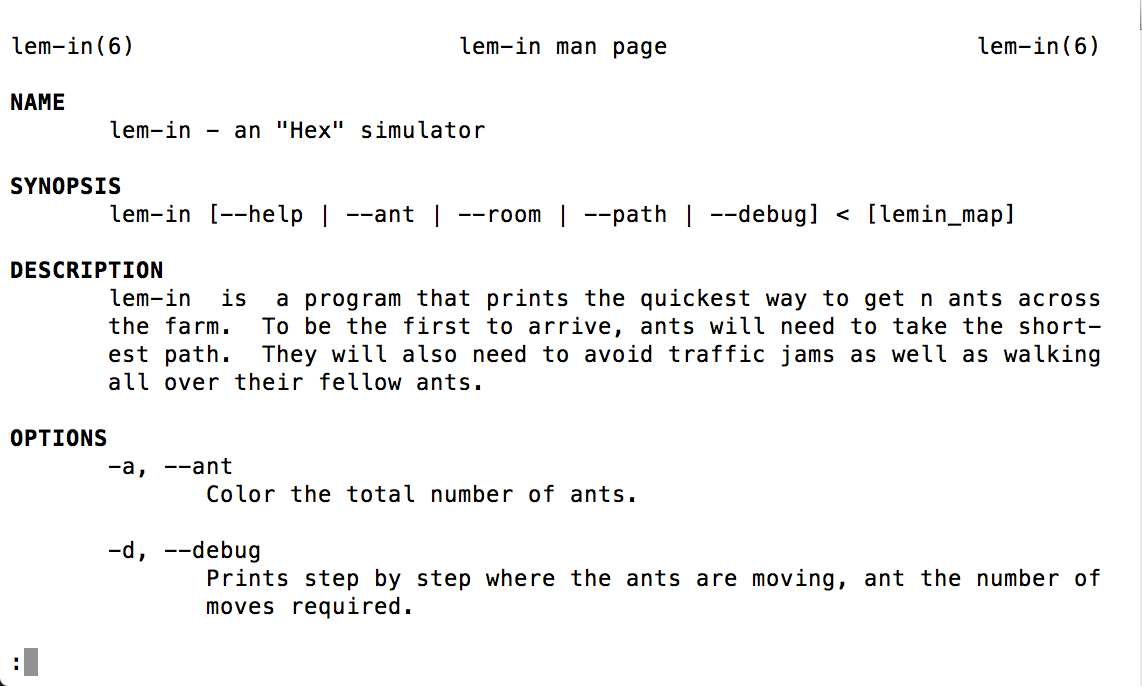 lem-in(6) lem-in man page lem-in(6)
NAME
lem-in - an "Hex" simulator
SYNOPSIS
lem-in [--help | --ant | --room | --path | --debug] < [lemin_map]
DESCRIPTION
lem-in is a program that prints the quickest way to get n ants across
the farm. To be the first to arrive, ants will need to take the short-
est path. They will also need to avoid traffic jams as well as walking
all over their fellow ants.
OPTIONS
-a, --ant
Color the total number of ants.
-d, --debug
Prints step by step where the ants are moving, ant the number of
moves required.
: